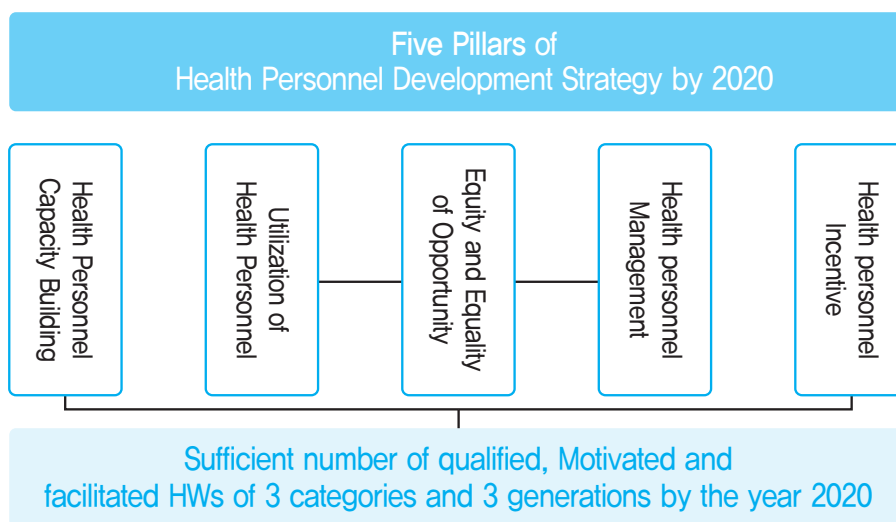 Five Pillars of
Health Personnel Development Strategy by 2020
Health Personnel
Capacity Building
Utilization of
Health Personnel
Equity and Equality
of Opportunity
Health personnel
Management
Health personnel
Incentive
Sufficient number of qualified, Motivated and
facilitated HWs of 3 categories and 3 generations by the year 2020